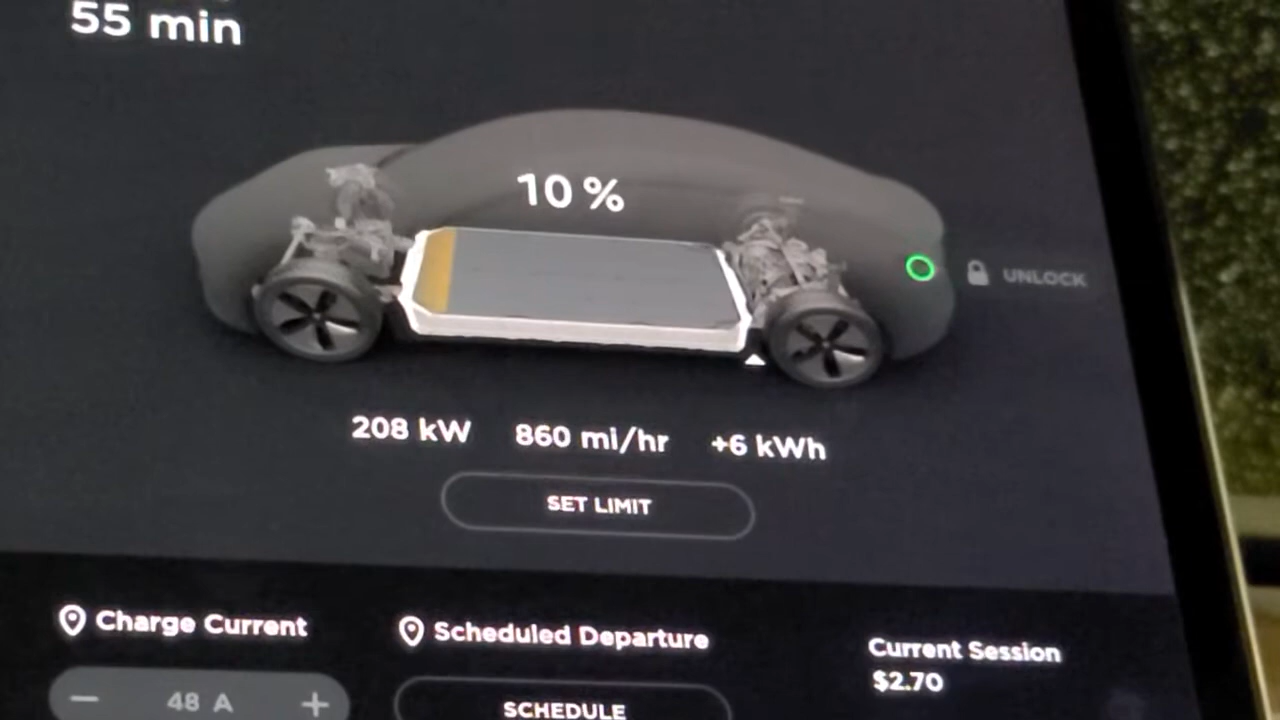 55 min
10 %
UNLOCK
208 kW 860 mi/hr +6 kWh
SET LIMIT
Charge Current
Scheduled Departure
Current Session
$2.70
− 48 A +
SCHEDULE